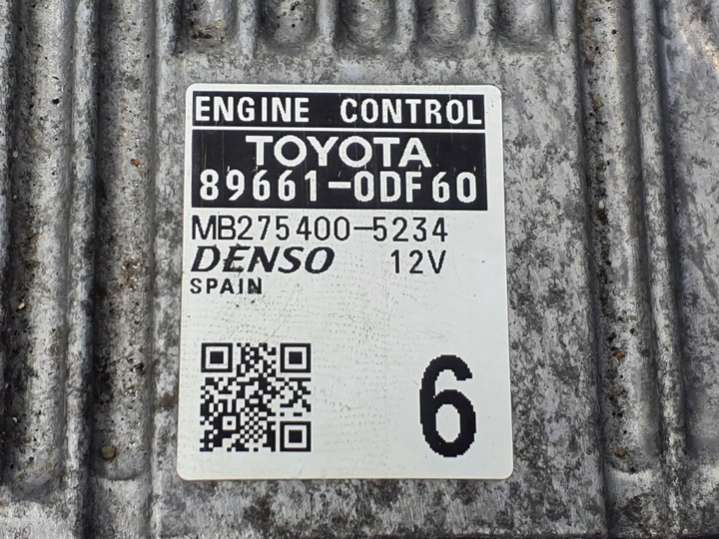 ENGINE CONTROL
TOYOTA
89661-0DF60
MB275400-5234
DENSO 12V
SPAIN
6